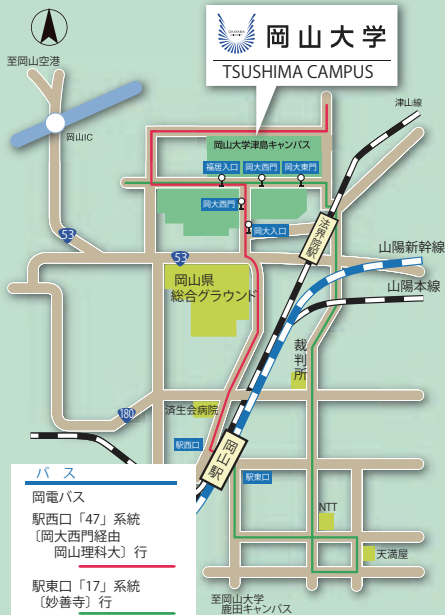 OKAYAMA
岡山大学
TSUSHIMA CAMPUS
至岡山空港
津山線
岡山IC
岡山大学津島キャンパス
福居入口
岡大西門
岡大東門
岡大西門
岡大入口
法界院駅
53
53
山陽新幹線
山陽本線
岡山県
総合グラウンド
裁判所
180
済生会病院
駅西口
岡山駅
駅東口
バス
岡電バス
駅西口「47」系統
〔岡大西門経由
岡山理科大〕行
駅東口「17」系統
〔妙善寺〕行
NTT
天満屋
至岡山大学
鹿田キャンパス